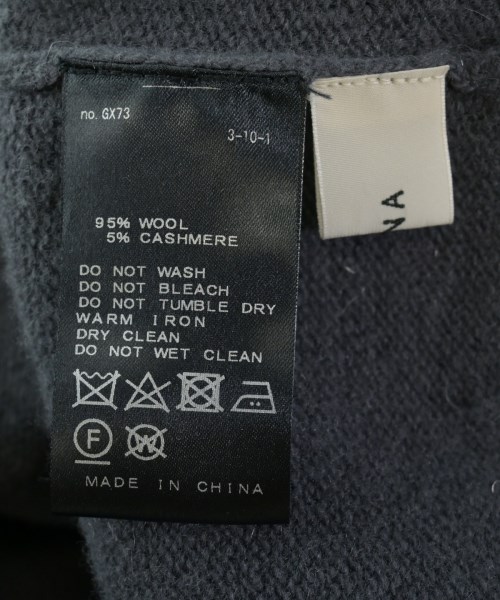 no. GX73
3-10-1
95% WOOL
5% CASHMERE
DO NOT WASH
DO NOT BLEACH
DO NOT TUMBLE DRY
WARM IRON
DRY CLEAN
DO NOT WET CLEAN
F W
MADE IN CHINA
NA